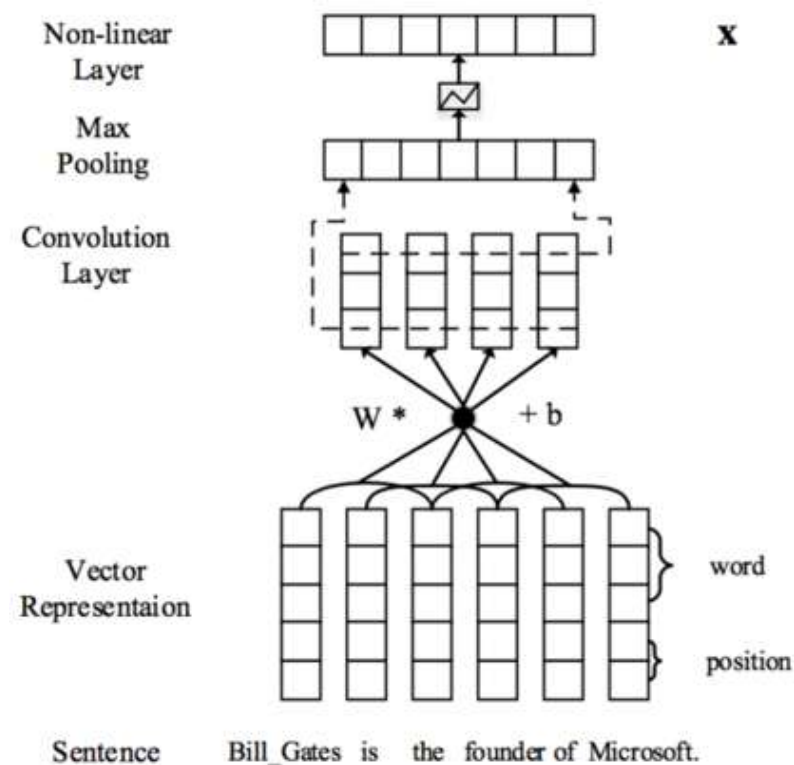 Non-linear
Layer
x
Max
Pooling
Convolution
Layer
W *
+ b
Vector
Representaion
word
position
Sentence
Bill_Gates is the founder of Microsoft.